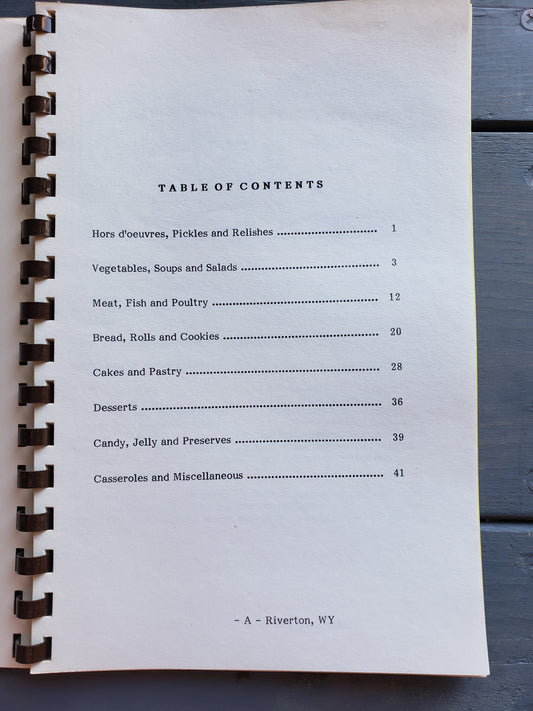 TABLE OF CONTENTS
Hors d'oeuvres, Pickles and Relishes .............................. 1
Vegetables, Soups and Salads ......................................... 3
Meat, Fish and Poultry ................................................. 12
Bread, Rolls and Cookies .............................................. 20
Cakes and Pastry ......................................................... 28
Desserts ..................................................................... 36
Candy, Jelly and Preserves ........................................... 39
Casseroles and Miscellaneous ........................................ 41
- A - Riverton, WY